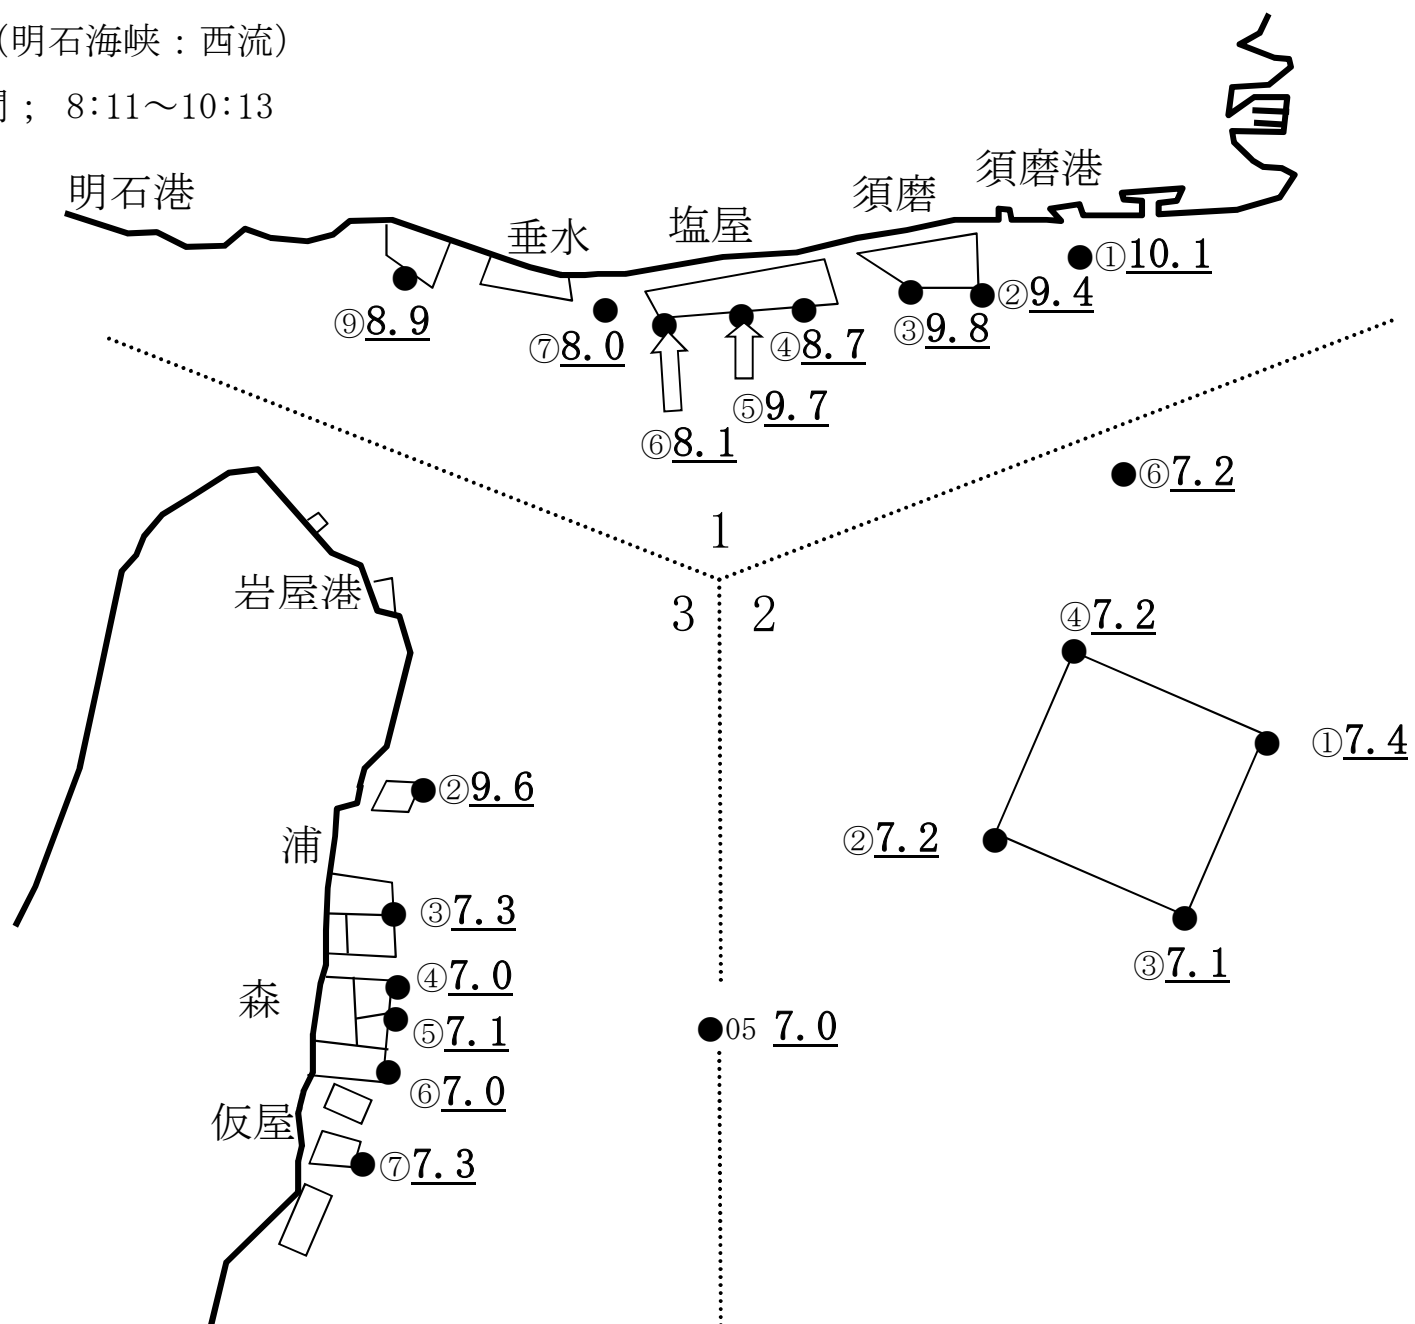 (明石海峡：西流)
間； 8:11～10:13
明石港
垂水
塩屋
須磨
須磨港
①10.1
②9.4
③9.8
④8.7
⑤9.7
⑥8.1
⑦8.0
⑨8.9
1
⑥7.2
3 2
④7.2
①7.4
②7.2
③7.1
岩屋港
②9.6
浦
③7.3
④7.0
森
⑤7.1
05 7.0
⑥7.0
仮屋
⑦7.3